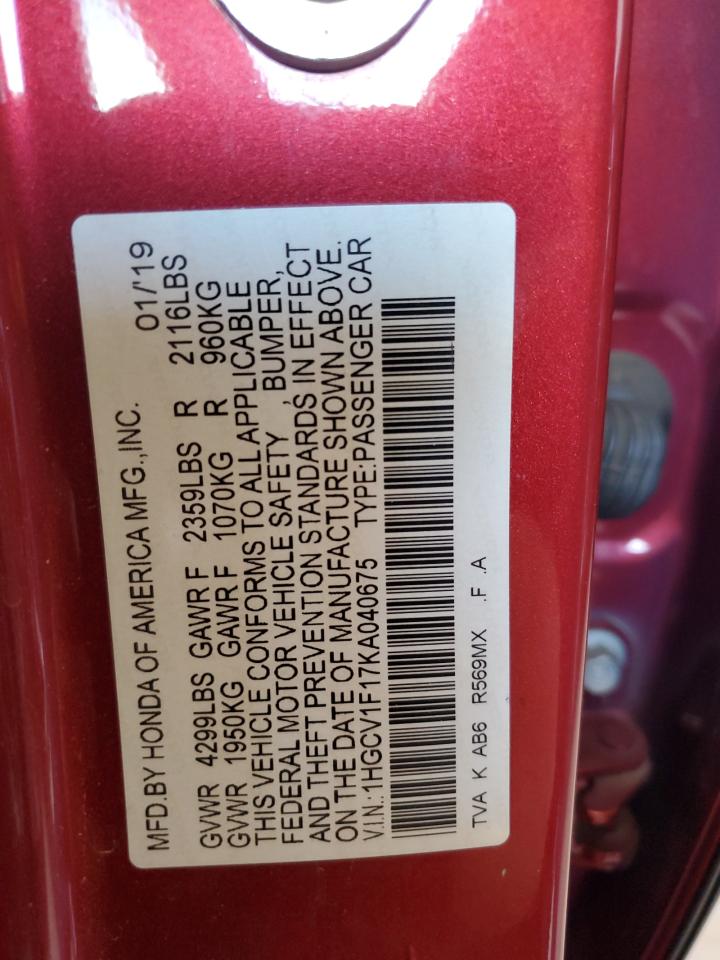 MFD.BY HONDA OF AMERICA MFG.,INC. 01/'19
GVWR 4299LBS GAWR F 2359LBS R 2116LBS
GVWR 1950KG GAWR F 1070KG R 960KG
THIS VEHICLE CONFORMS TO ALL APPLICABLE
FEDERAL MOTOR VEHICLE SAFETY , BUMPER,
AND THEFT PREVENTION STANDARDS IN EFFECT
ON THE DATE OF MANUFACTURE SHOWN ABOVE.
V.I.N.:1HGCV1F17KA040675 TYPE:PASSENGER CAR
TVA K AB6 R569MX .F .A